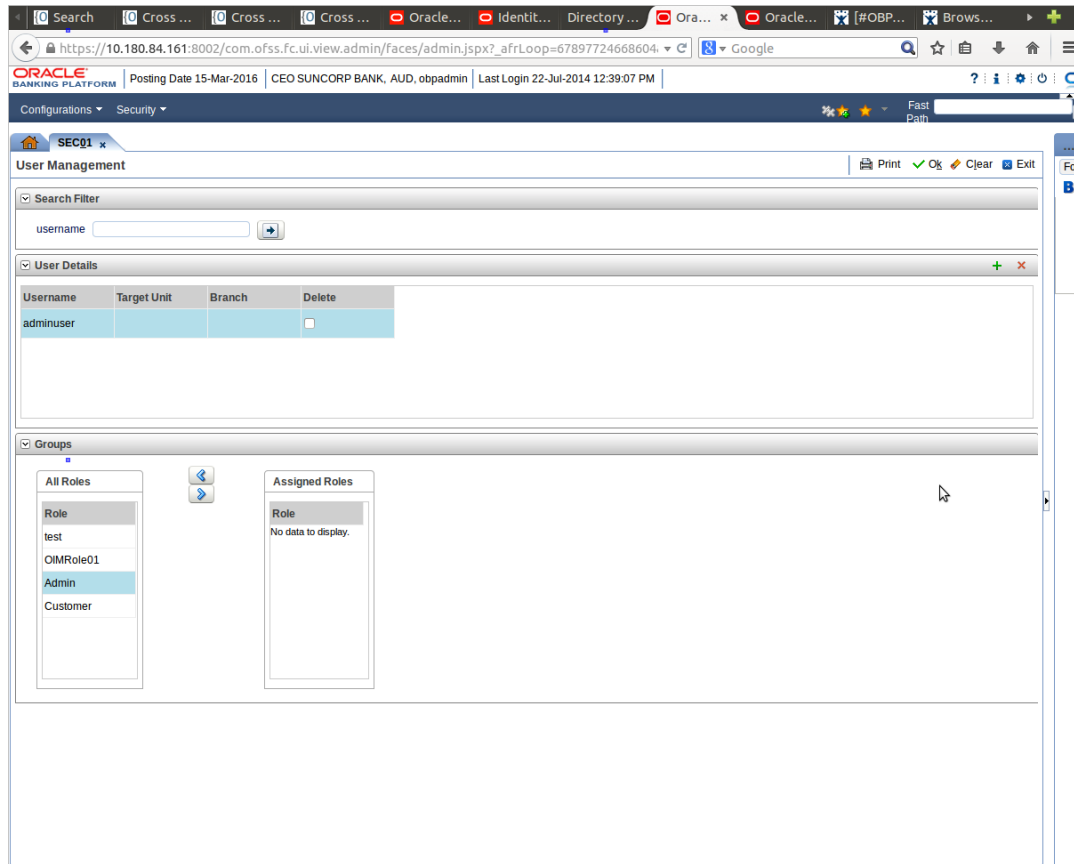 Search Cross ... Cross ... Cross ... Oracle... Identit... Directory ... Ora... × Oracle... [#OBP... Brows...
https://10.180.84.161:8002/com.ofss.fc.ui.view.admin/faces/admin.jspx?_afrLoop=67897724668604 Google
ORACLE
BANKING PLATFORM
Posting Date 15-Mar-2016 CEO SUNCORP BANK, AUD, obpadmin Last Login 22-Jul-2014 12:39:07 PM
Configurations Security Fast Path
SEC01 x
User Management Print Ok Clear Exit
Search Filter
username
User Details
Username Target Unit Branch Delete
adminuser
Groups
All Roles
Role
test
OIMRole01
Admin
Customer
Assigned Roles
Role
No data to display.